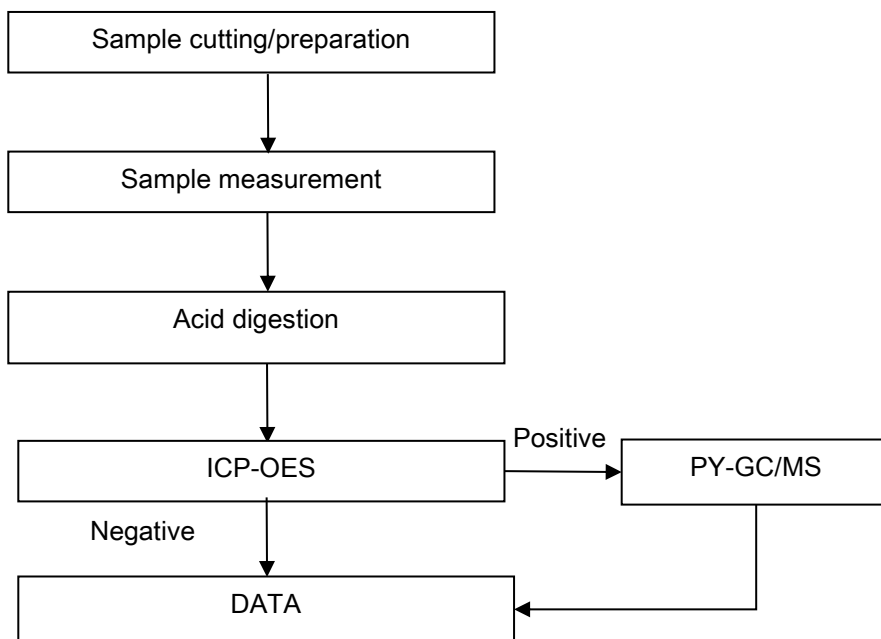 Sample cutting/preparation
Sample measurement
Acid digestion
Positive
ICP-OES
PY-GC/MS
Negative
DATA